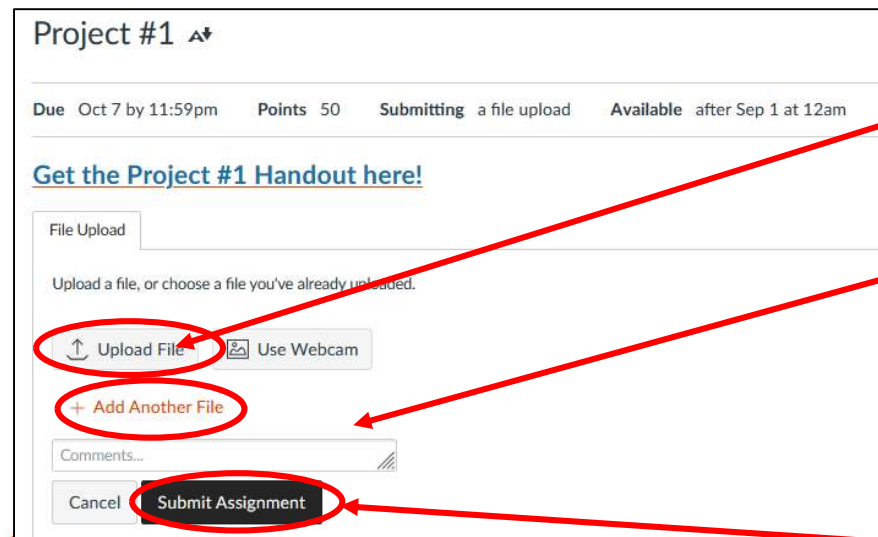 Project #1
Due Oct 7 by 11:59pm Points 50 Submitting a file upload Available after Sep 1 at 12am
Get the Project #1 Handout here!
File Upload
Upload a file, or choose a file you've already uploaded.
Upload File Use Webcam
+ Add Another File
Comments...
Cancel Submit Assignment